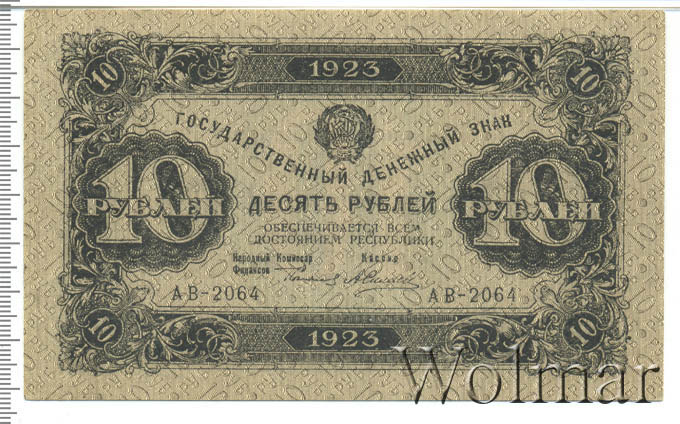 10 1923 10
ГОСУДАРСТВЕННЫЙ ДЕНЕЖНЫЙ ЗНАК
10 РУБЛЕЙ
ДЕСЯТЬ РУБЛЕЙ
10 РУБЛЕЙ
ОБЕСПЕЧИВАЕТСЯ ВСЕМ
ДОСТОЯНИЕМ РЕСПУБЛИКИ
Народный Комиссар
Финансов
Кассир
АВ-2064 АВ-2064
10 1923 10
Wolmar